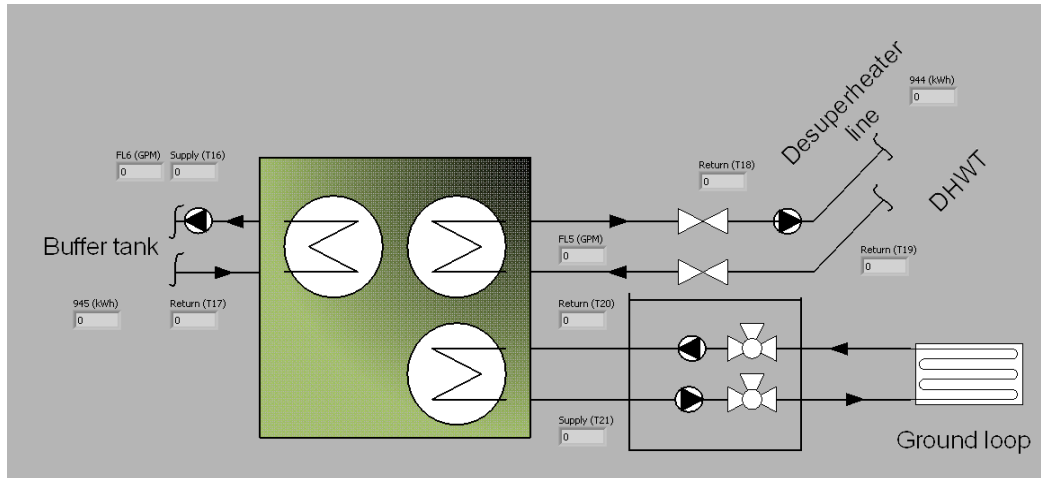 Desuperheater
line
944 (kWh)
0
FL6 (GPM) Supply (T16)
0 0
Return (T18)
0
DHWT
Buffer tank
FL5 (GPM)
0
Return (T19)
0
945 (kWh) Return (T17)
0 0
Return (T20)
0
Supply (T21)
0
Ground loop